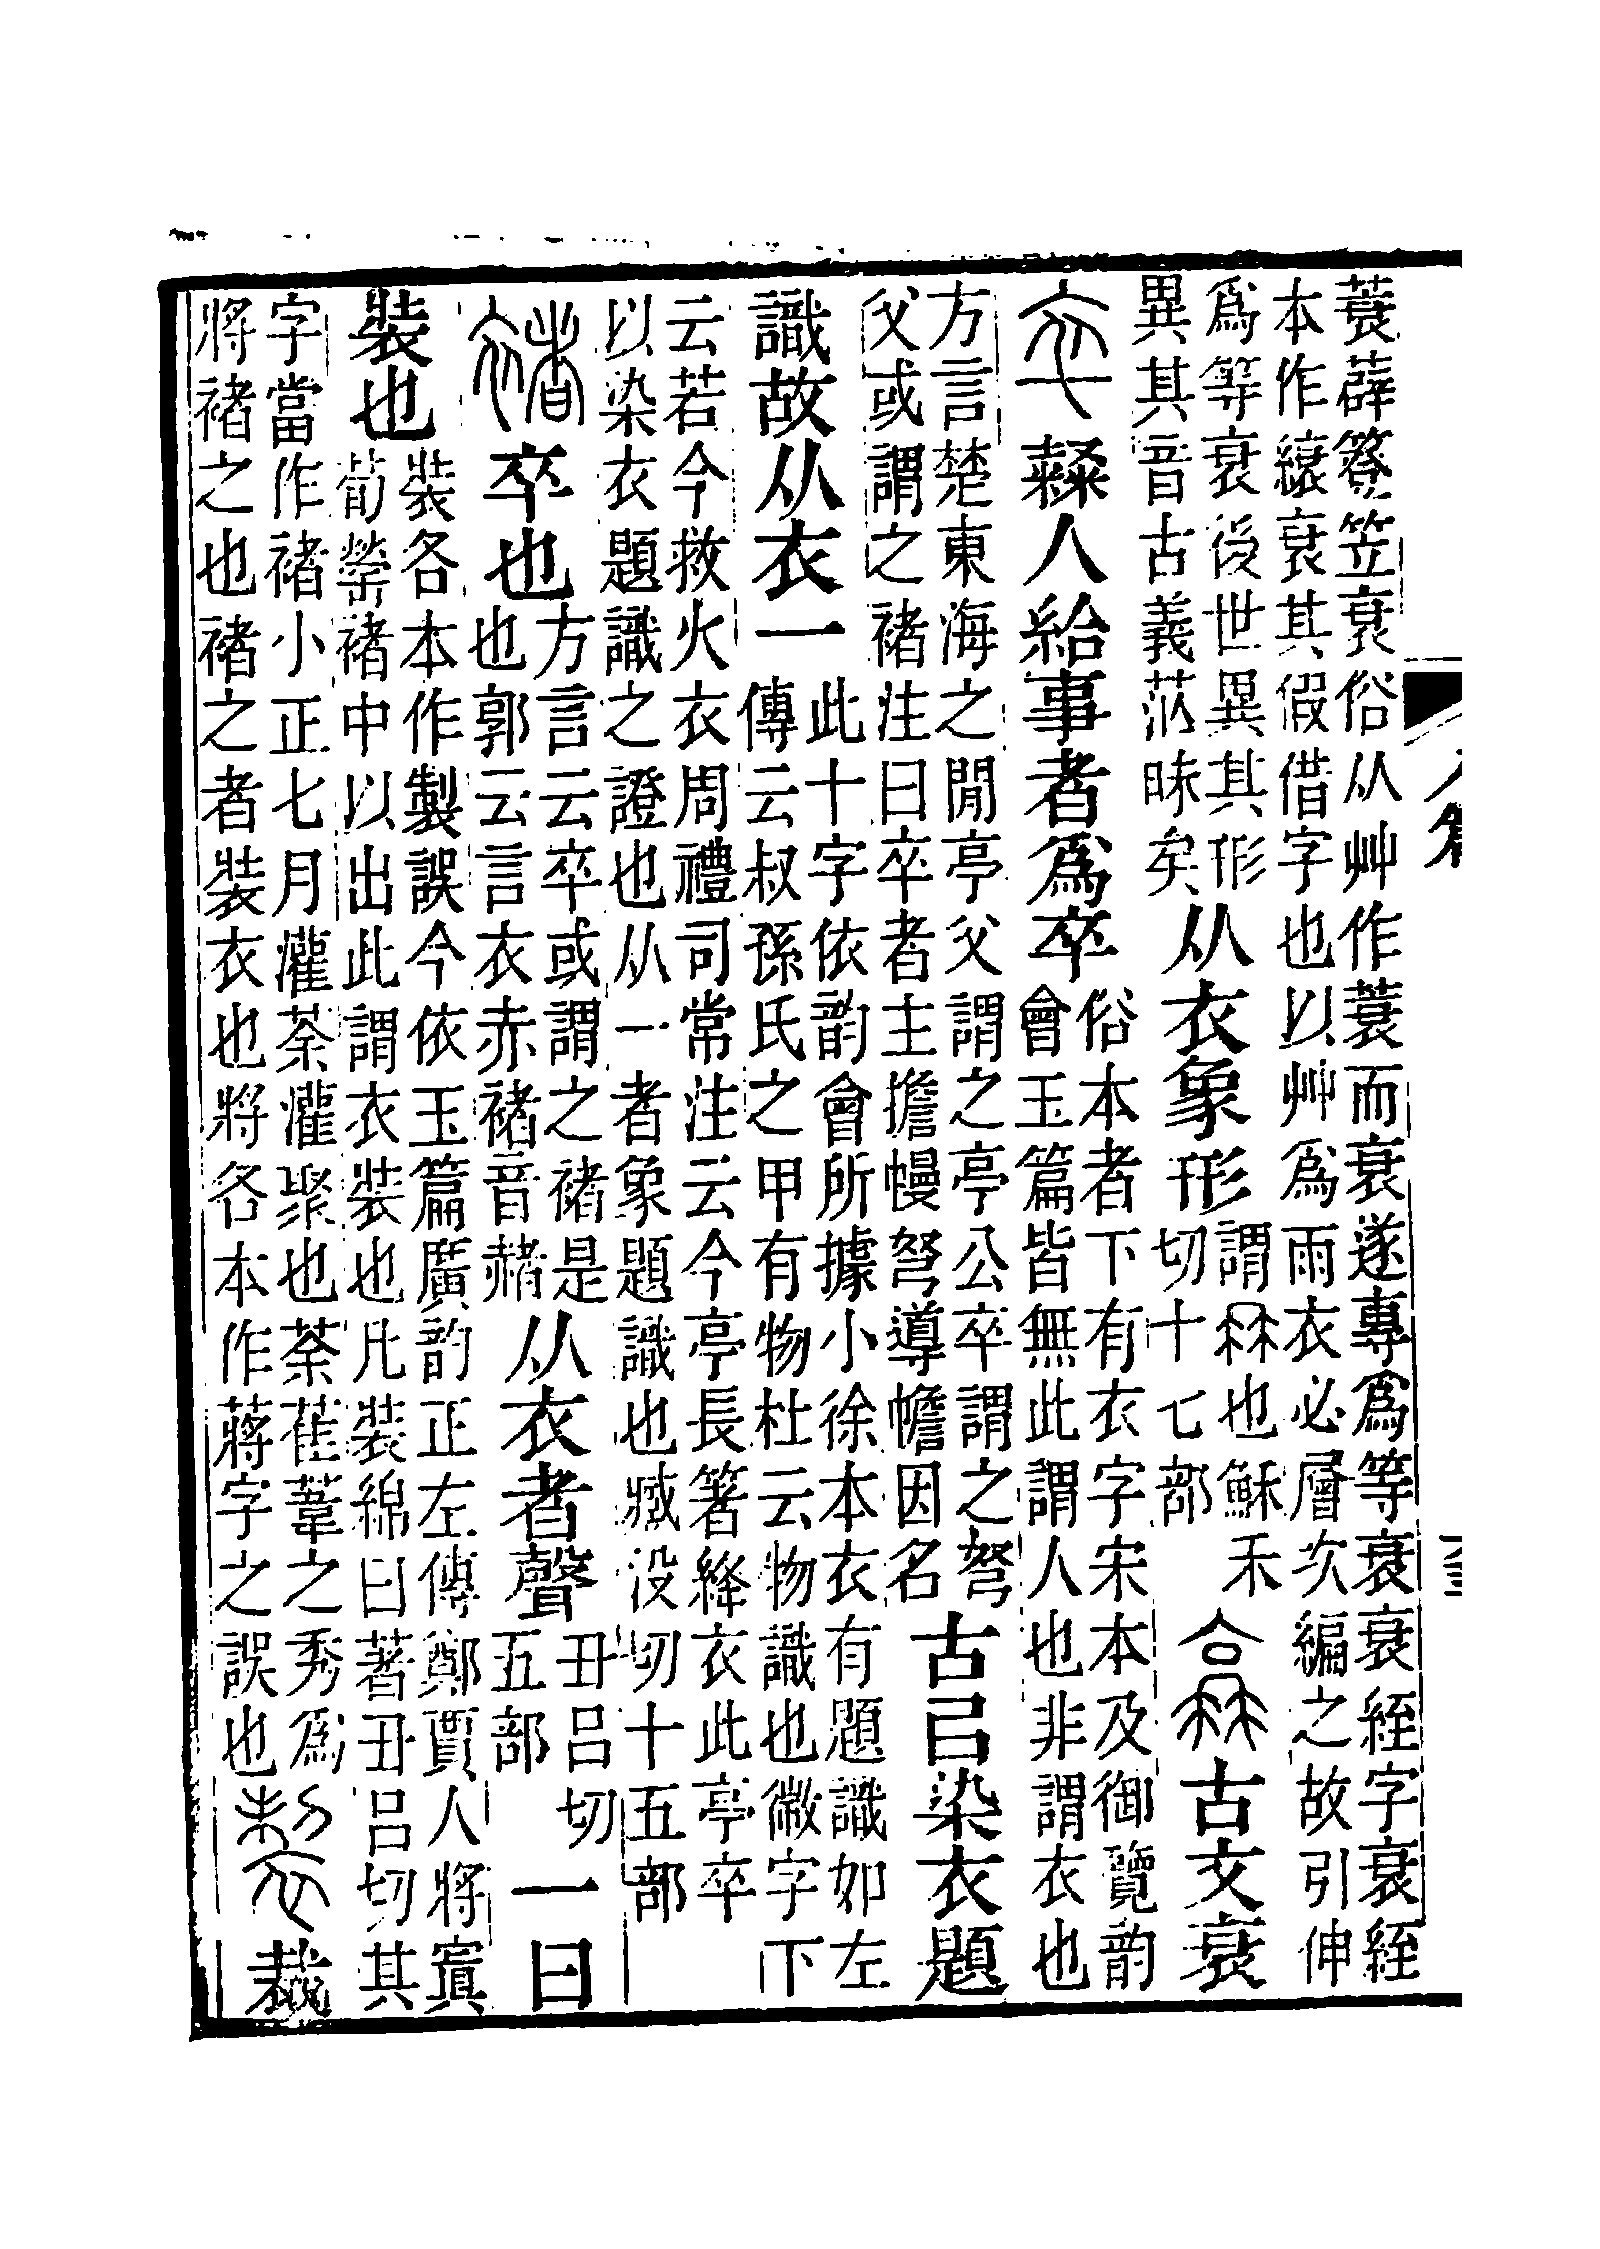 蓑薜簦笠衰俗从艸作蓑而衰遂專爲等衰衰絰字衰絰
本作縗衰其假借字也以艸爲雨衣必層次編之故引伸
爲等衰後世異其形
異其音古義茫昧矣
从衣象形
謂𠕁也穌禾
切十七部
古文衰
卒隸人給事者爲卒
俗本者下有衣字宋本及御覽韵
會玉篇皆無此謂人也非謂衣也
方言楚東海之閒亭父謂之亭公卒謂之弩
父或謂之褚注曰卒者主擔幔弩導幨因名
古㠯染衣題
識故从衣一
此十字依韵會所據小徐本衣有題識如左
傳云叔孫氏之甲有物杜云物識也微字下
云若今救火衣周禮司常注云今亭長箸絳衣此亭卒
以染衣題識之證也从一者象題識也臧没切十五部
褚卒也
方言云卒或謂之褚是
也郭云言衣赤褚音赭
从衣者聲
丑呂切
五部
一曰
裝也
裝各本作製誤今依玉篇廣韵正左傳鄭賈人將寘
荀罃褚中以出此謂衣裝也凡裝綿曰著丑呂切其
字當作褚小正七月灌荼灌聚也荼雚葦之秀爲
將褚之也褚之者裝衣也將各本作蔣字之誤也
製裁